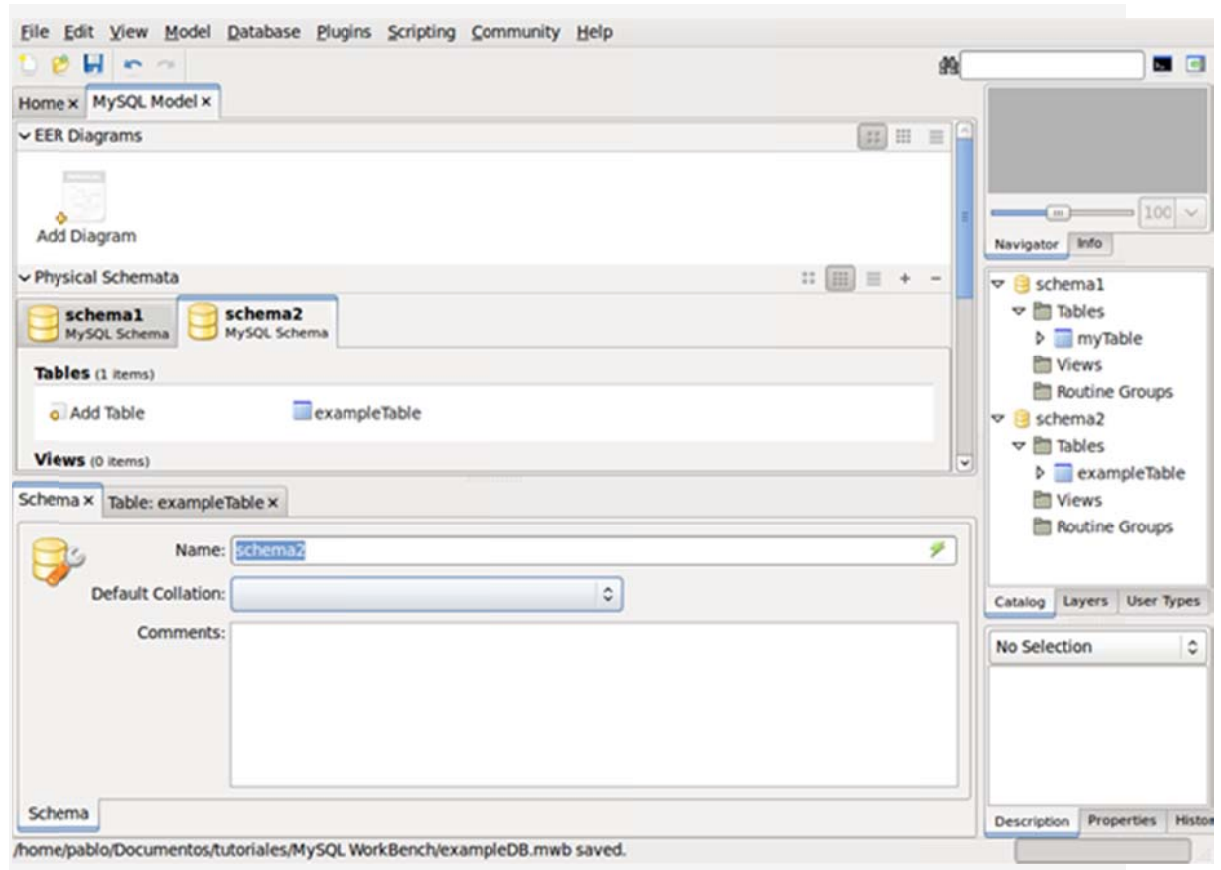 File Edit View Model Database Plugins Scripting Community Help
Home x MySQL Model x
EER Diagrams
Add Diagram
Physical Schemata
schema1
MySQL Schema
schema2
MySQL Schema
Tables (1 items)
Add Table
exampleTable
Views (0 items)
Schema x Table: exampleTable x
Name: schema2
Default Collation:
Comments:
Schema
/home/pablo/Documentos/tutoriales/MySQL WorkBench/exampleDB.mwb saved.
100
Navigator Info
schema1
Tables
myTable
Views
Routine Groups
schema2
Tables
exampleTable
Views
Routine Groups
Catalog Layers User Types
No Selection
Description Properties Histor